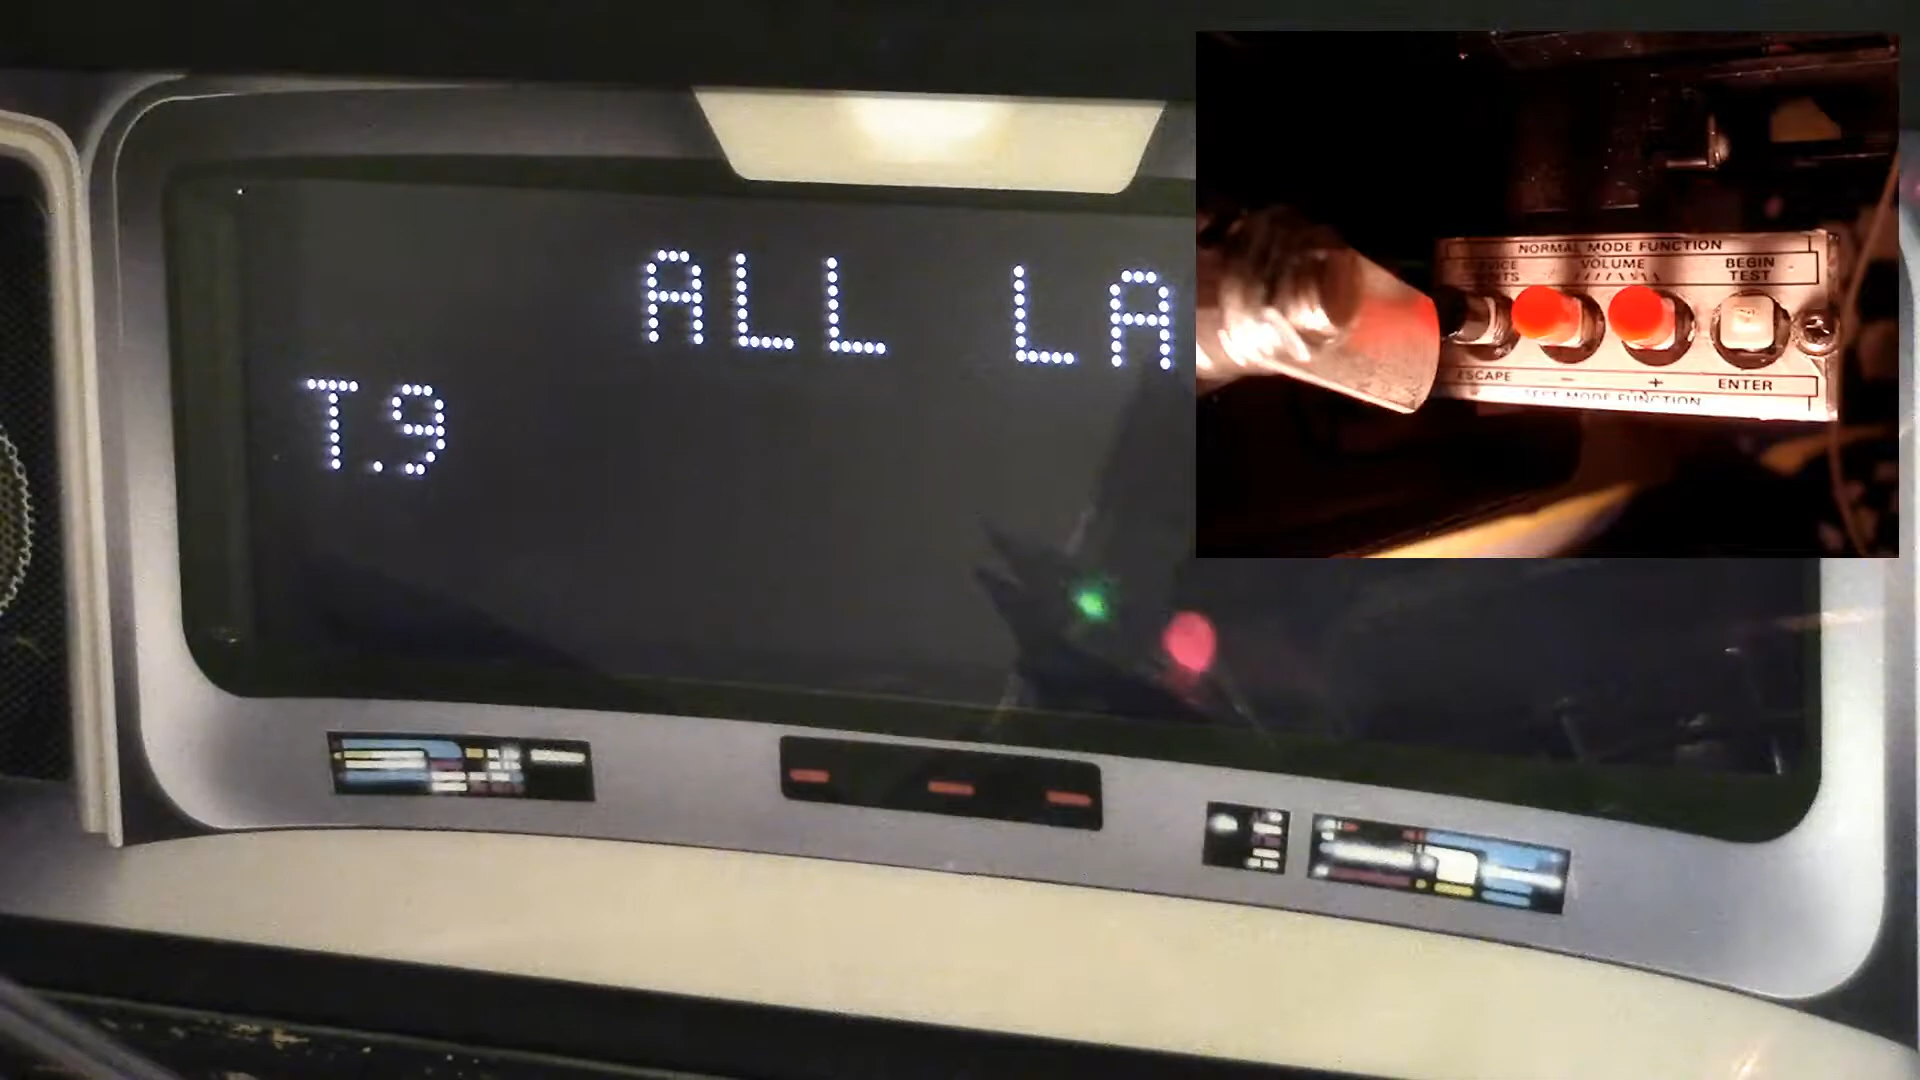 ALL LA
T.9
NORMAL MODE FUNCTION
VOLUME
BEGIN
TEST
ESCAPE - + ENTER
TEST MODE FUNCTION